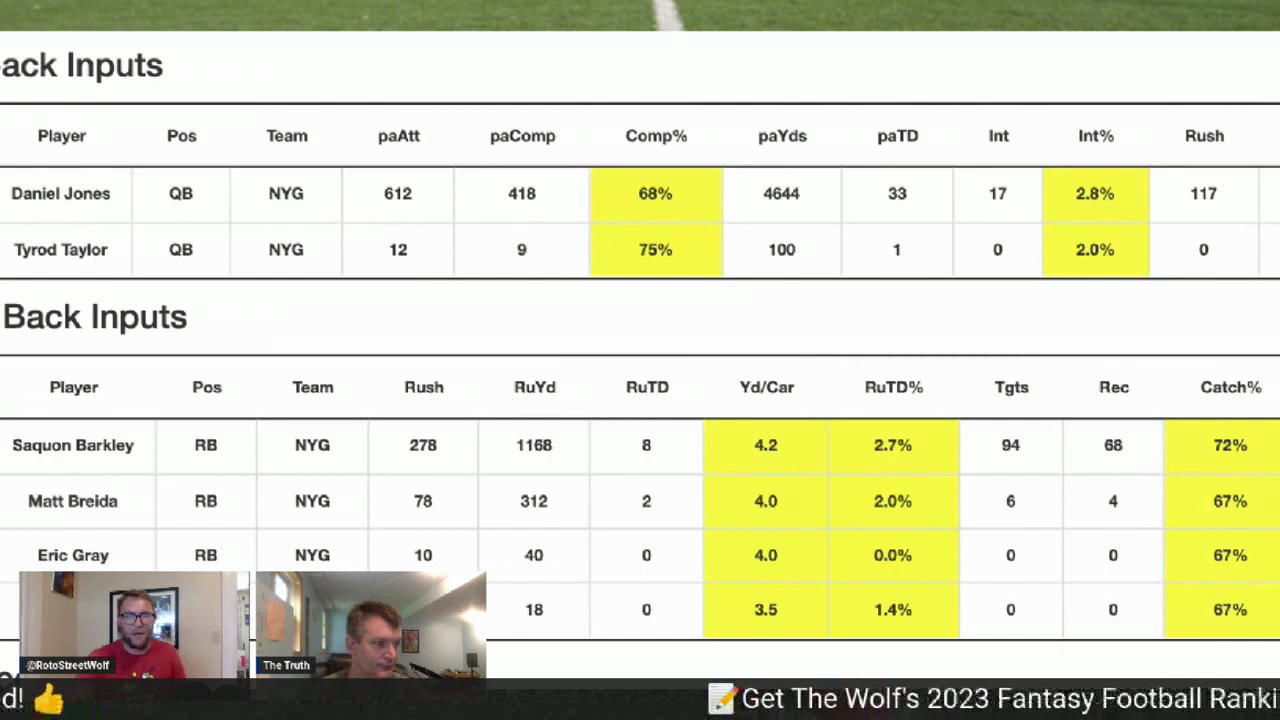 ack Inputs
Player Pos Team paAtt paComp Comp% paYds paTD Int Int% Rush
Daniel Jones QB NYG 612 418 68% 4644 33 17 2.8% 117
Tyrod Taylor QB NYG 12 9 75% 100 1 0 2.0% 0
Back Inputs
Player Pos Team Rush RuYd RuTD Yd/Car RuTD% Tgts Rec Catch%
Saquon Barkley RB NYG 278 1168 8 4.2 2.7% 94 68 72%
Matt Breida RB NYG 78 312 2 4.0 2.0% 6 4 67%
Eric Gray RB NYG 10 40 0 4.0 0.0% 0 0 67%
18 0 3.5 1.4% 0 0 67%
@RotoStreetWolf The Truth
d! 👍 📝Get The Wolf's 2023 Fantasy Football Ranki